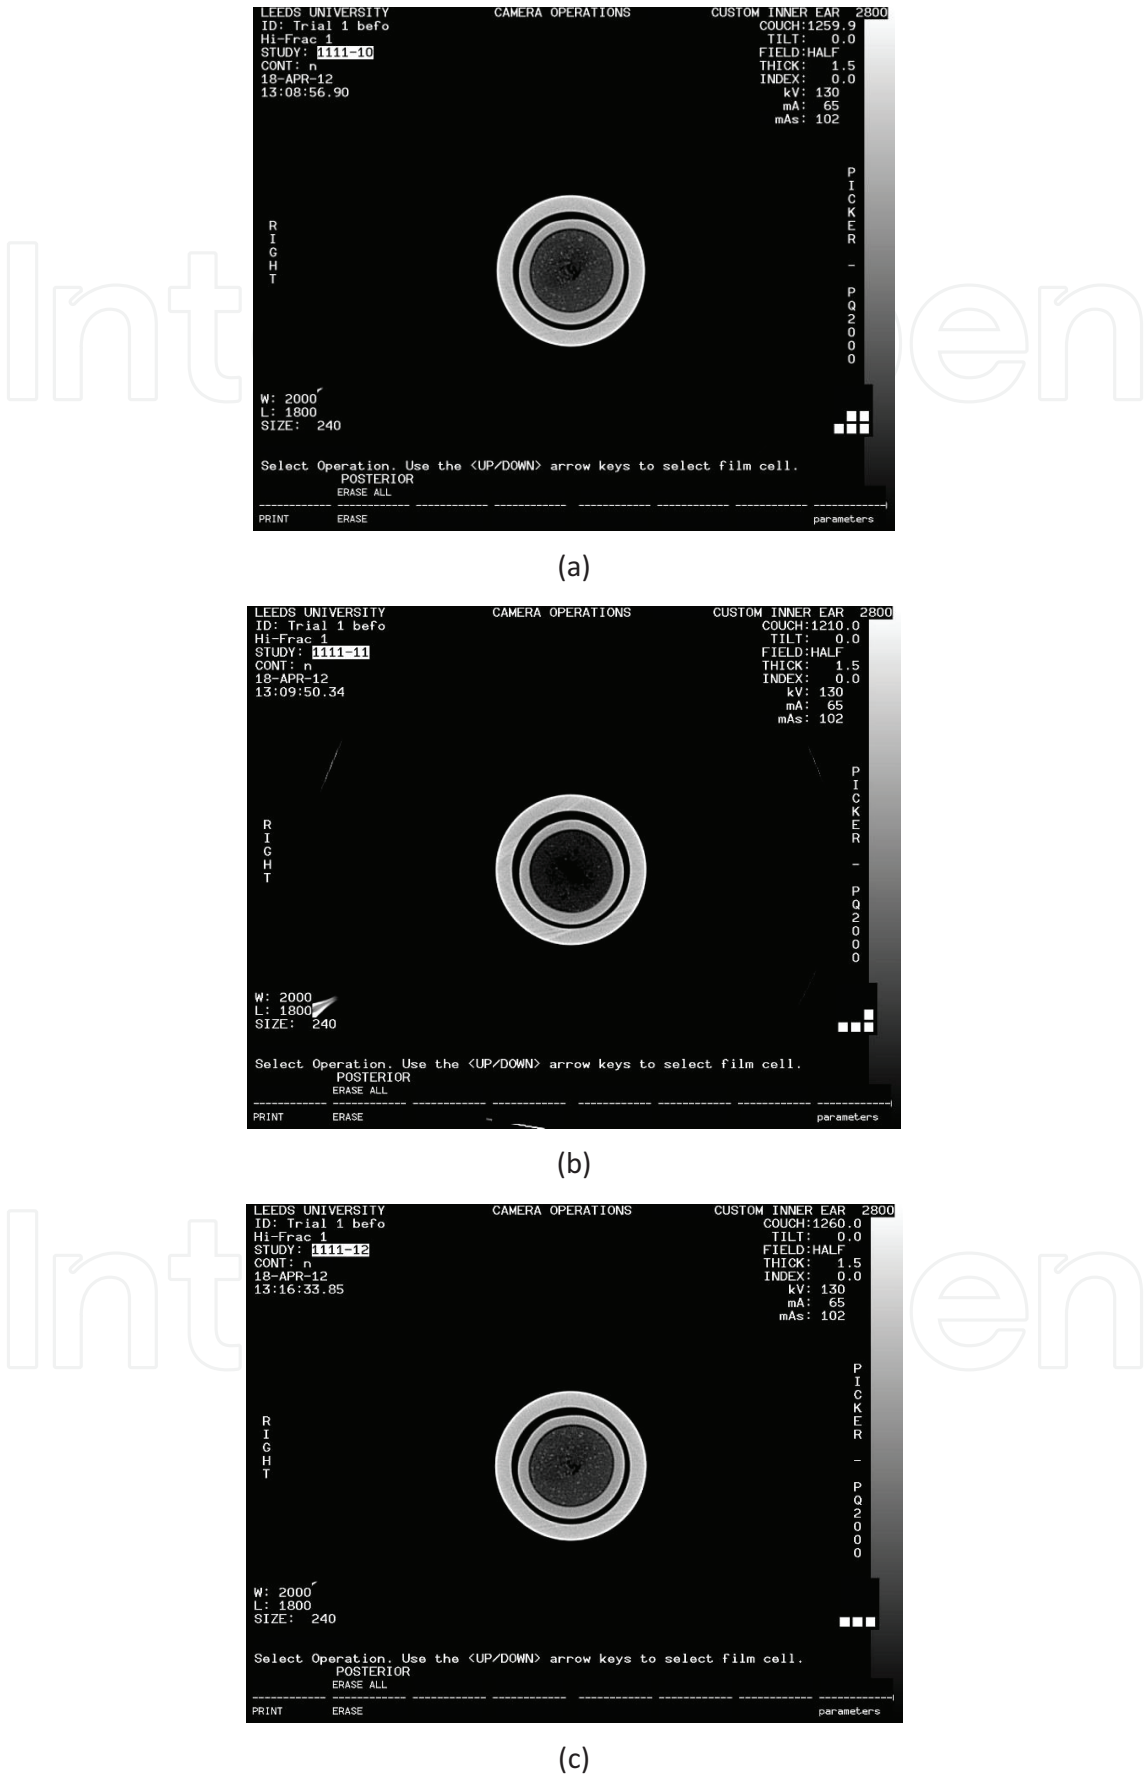 LEEDS UNIVERSITY CAMERA OPERATIONS CUSTOM INNER EAR 2800
ID: Trial 1 befo COUCH:1259.9
Hi-Frac 1 TILT: 0.0
STUDY: 1111-10 FIELD:HALF
CONT: n THICK: 1.5
18-APR-12 INDEX: 0.0
13:08:56.90 kV: 130
mA: 65
mAs: 102
RIGHT
PICKER - PQ2000
W: 2000
L: 1800
SIZE: 240
Select Operation. Use the <UP/DOWN> arrow keys to select film cell.
POSTERIOR
ERASE ALL
PRINT ERASE parameters
(a)
LEEDS UNIVERSITY CAMERA OPERATIONS CUSTOM INNER EAR 2800
ID: Trial 1 befo COUCH:1210.0
Hi-Frac 1 TILT: 0.0
STUDY: 1111-11 FIELD:HALF
CONT: n THICK: 1.5
18-APR-12 INDEX: 0.0
13:09:50.34 kV: 130
mA: 65
mAs: 102
RIGHT
PICKER - PQ2000
W: 2000
L: 1800
SIZE: 240
Select Operation. Use the <UP/DOWN> arrow keys to select film cell.
POSTERIOR
ERASE ALL
PRINT ERASE parameters
(b)
LEEDS UNIVERSITY CAMERA OPERATIONS CUSTOM INNER EAR 2800
ID: Trial 1 befo COUCH:1260.0
Hi-Frac 1 TILT: 0.0
STUDY: 1111-12 FIELD:HALF
CONT: n THICK: 1.5
18-APR-12 INDEX: 0.0
13:16:33.85 kV: 130
mA: 65
mAs: 102
RIGHT
PICKER - PQ2000
W: 2000
L: 1800
SIZE: 240
Select Operation. Use the <UP/DOWN> arrow keys to select film cell.
POSTERIOR
ERASE ALL
PRINT ERASE parameters
(c)